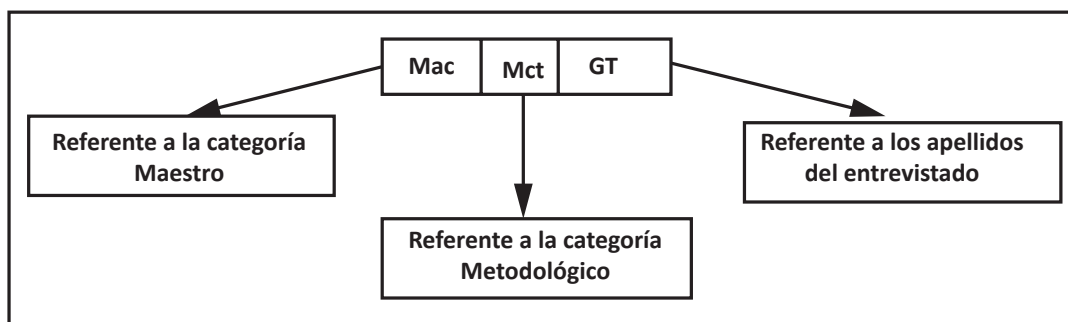 Mac Mct GT
Referente a la categoría
Maestro
Referente a los apellidos
del entrevistado
Referente a la categoría
Metodológico